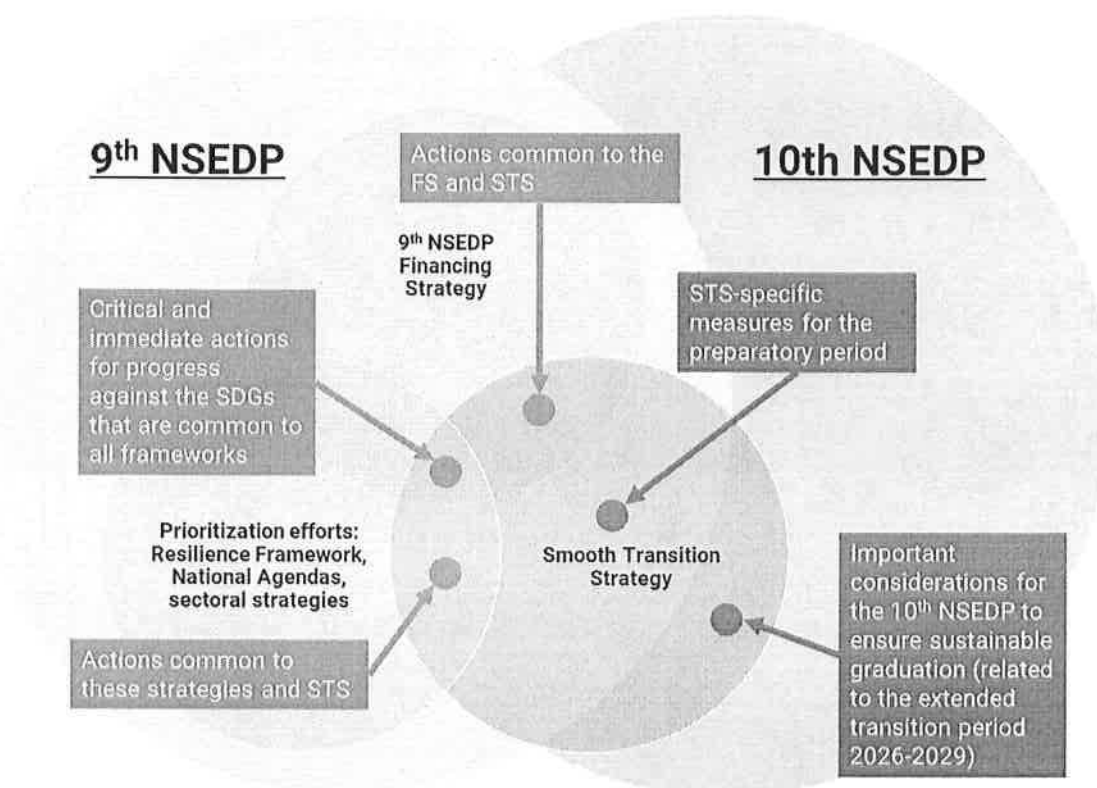 9th NSEDP
10th NSEDP
Actions common to the
FS and STS
9th NSEDP
Financing
Strategy
STS-specific
measures for the
preparatory period
Critical and
immediate actions
for progress
against the SDGs
that are common to
all frameworks
Prioritization efforts:
Resilience Framework,
National Agendas,
sectoral strategies
Smooth Transition
Strategy
Important
considerations for
the 10th NSEDP to
ensure sustainable
graduation (related
to the extended
transition period
2026-2029)
Actions common to
these strategies and STS